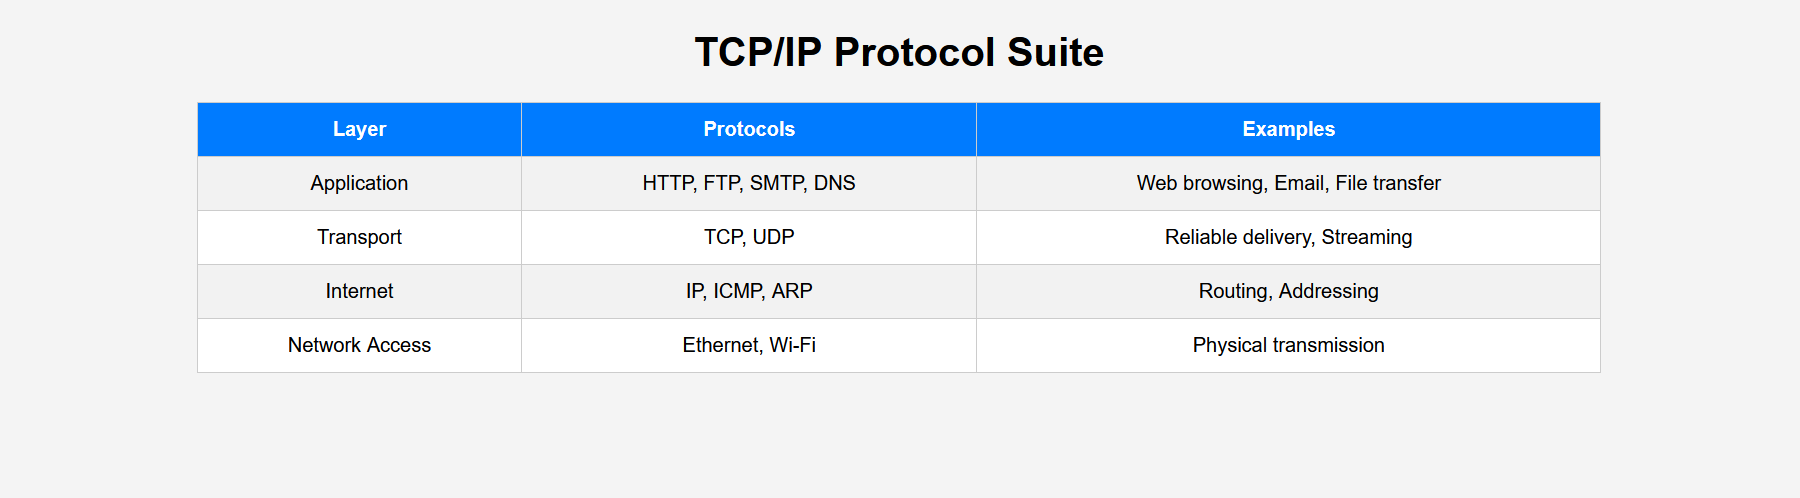 TCP/IP Protocol Suite
Layer Protocols Examples
Application HTTP, FTP, SMTP, DNS Web browsing, Email, File transfer
Transport TCP, UDP Reliable delivery, Streaming
Internet IP, ICMP, ARP Routing, Addressing
Network Access Ethernet, Wi-Fi Physical transmission